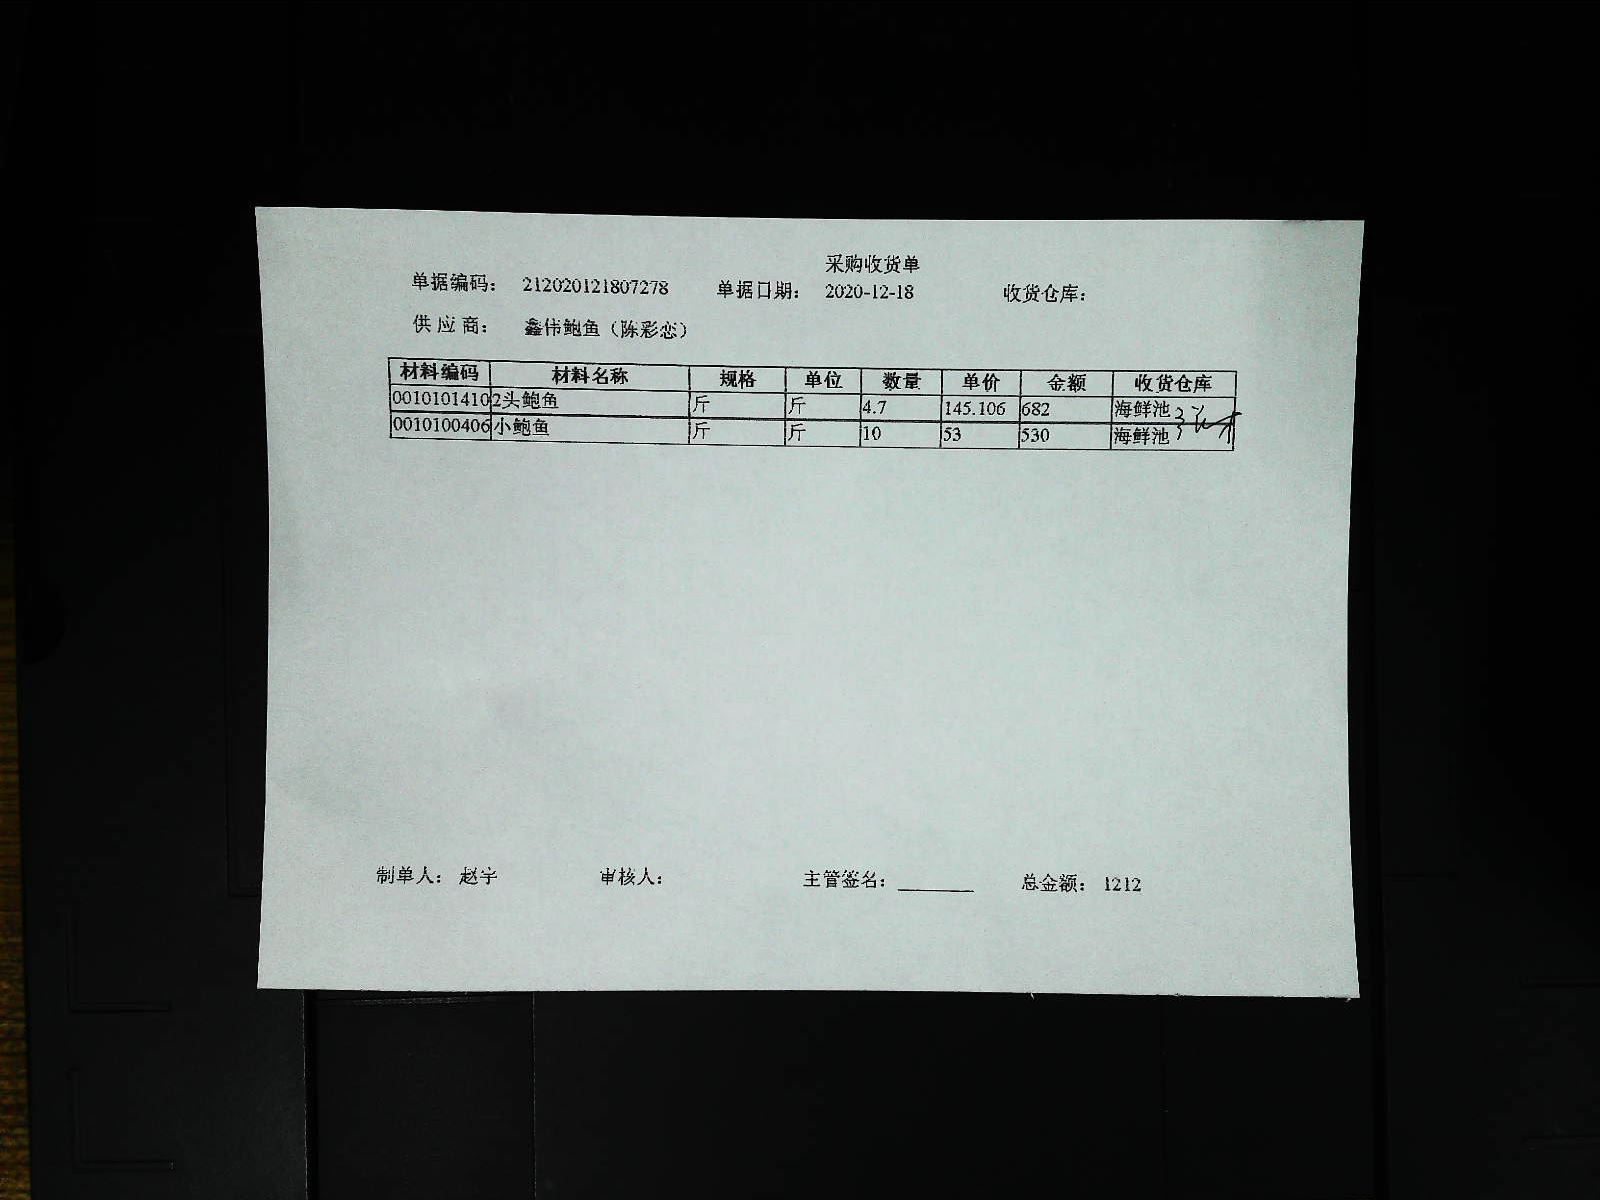 采购收货单
单据编码： 212020121807278 单据日期： 2020-12-18 收货仓库：
供 应 商： 鑫伟鲍鱼（陈彩恋）
材料编码 材料名称 规格 单位 数量 单价 金额 收货仓库
0010101410 2头鲍鱼 斤 斤 4.7 145.106 682 海鲜池
0010100406 小鲍鱼 斤 斤 10 53 530 海鲜池
制单人： 赵宇 审核人： 主管签名： 总金额： 1212